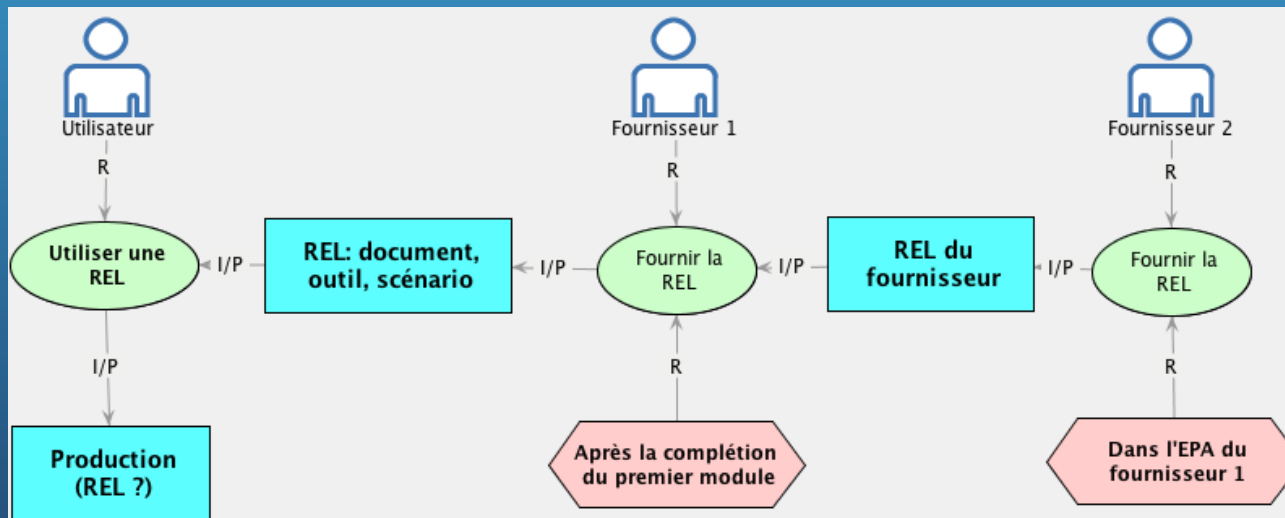 Utilisateur
Fournisseur 1
Fournisseur 2
R
R
R
Utiliser une
REL
I/P
REL: document,
outil, scénario
I/P
Fournir la
REL
I/P
REL du
fournisseur
I/P
Fournir la
REL
I/P
R
R
Production
(REL ?)
Après la complétion
du premier module
Dans l'EPA du
fournisseur 1